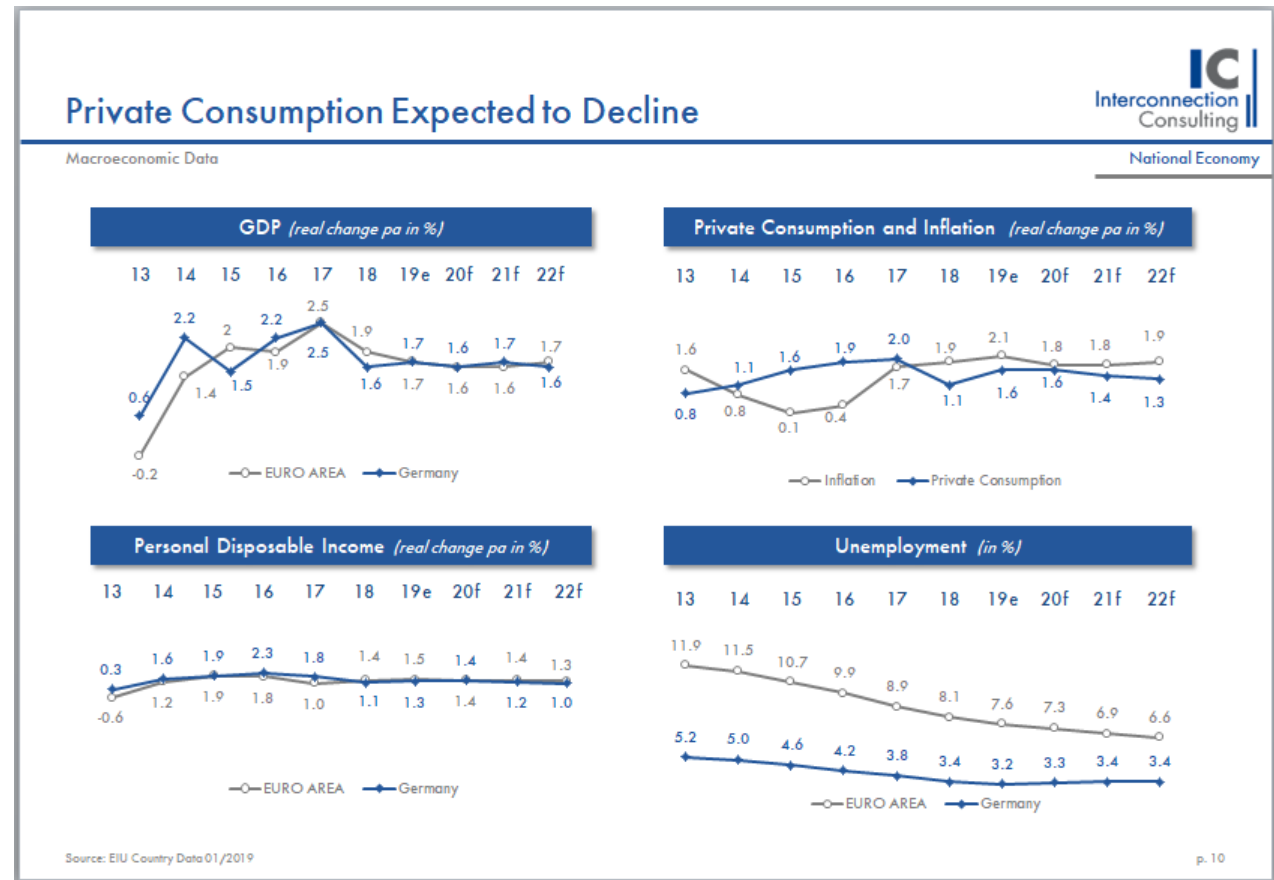 IC
Interconnection
Consulting
Private Consumption Expected to Decline
Macroeconomic Data
National Economy
GDP (real change pa in %)
13 14 15 16 17 18 19e 20f 21f 22f
0.6 2.2 1.5 2.2 2.5 1.6 1.7 1.6 1.7 1.6
-0.2 1.4 2 1.9 2.5 1.9 1.7 1.6 1.6 1.7
EURO AREA Germany
Private Consumption and Inflation (real change pa in %)
13 14 15 16 17 18 19e 20f 21f 22f
1.6 0.8 0.1 0.4 1.7 1.9 2.1 1.8 1.8 1.9
0.8 1.1 1.6 1.9 2.0 1.1 1.6 1.6 1.4 1.3
Inflation Private Consumption
Personal Disposable Income (real change pa in %)
13 14 15 16 17 18 19e 20f 21f 22f
0.3 1.6 1.9 2.3 1.8 1.4 1.5 1.4 1.4 1.3
-0.6 1.2 1.9 1.8 1.0 1.1 1.3 1.4 1.2 1.0
EURO AREA Germany
Unemployment (in %)
13 14 15 16 17 18 19e 20f 21f 22f
11.9 11.5 10.7 9.9 8.9 8.1 7.6 7.3 6.9 6.6
5.2 5.0 4.6 4.2 3.8 3.4 3.2 3.3 3.4 3.4
EURO AREA Germany
Source: EIU Country Data 01/2019
p. 10